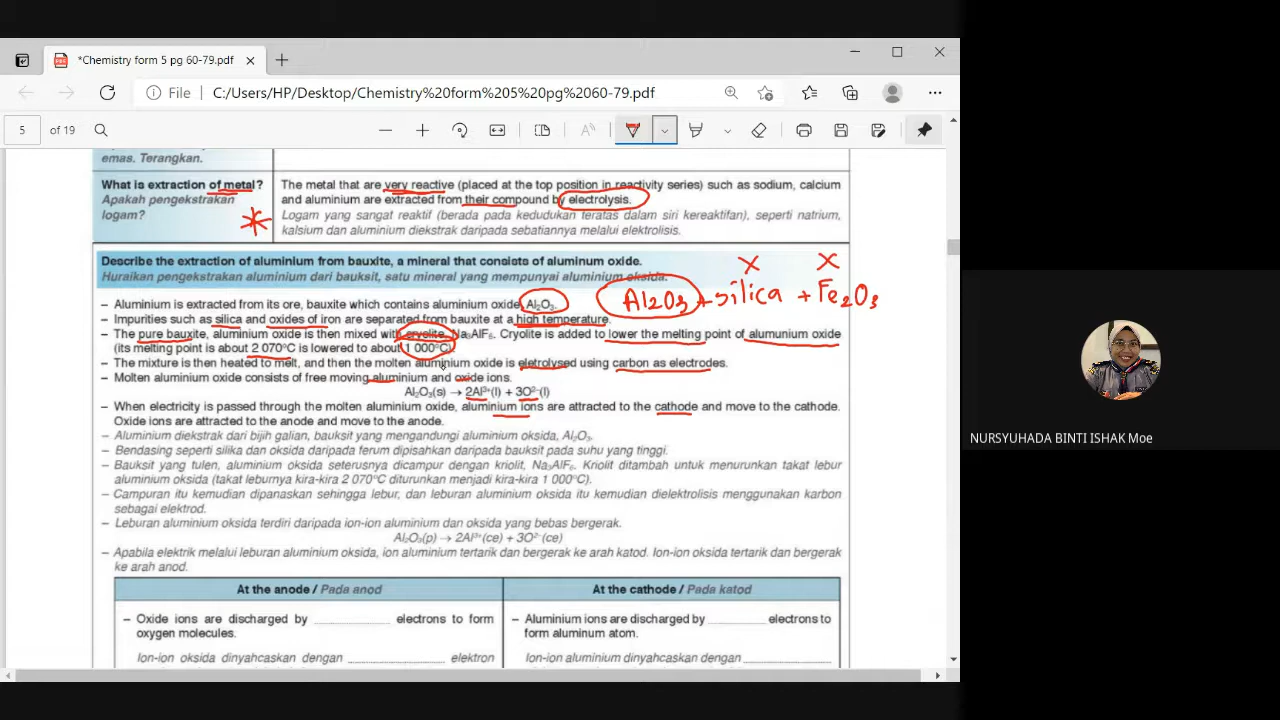 *Chemistry form 5 pg 60-79.pdf
File C:/Users/HP/Desktop/Chemistry%20form%205%20pg%2060-79.pdf
5 of 19
emas. Terangkan.
What is extraction of metal?
Apakah pengekstrakan
logam?
The metal that are very reactive (placed at the top position in reactivity series) such as sodium, calcium
and aluminium are extracted from their compound by electrolysis.
Logam yang sangat reaktif (berada pada kedudukan teratas dalam siri kereaktifan), seperti natrium,
kalsium dan aluminium diekstrak daripada sebatiannya melalui elektrolisis.
Describe the extraction of aluminium from bauxite, a mineral that consists of aluminum oxide.
Huraikan pengekstrakan aluminium dari bauksit, satu mineral yang mempunyai aluminium oksida.
x x
Al2O3 + silica + Fe2O3
– Aluminium is extracted from its ore, bauxite which contains aluminium oxide, Al₂O₃.
– Impurities such as silica and oxides of iron are separated from bauxite at a high temperature.
– The pure bauxite, aluminium oxide is then mixed with cryolite, Na₃AlF₆. Cryolite is added to lower the melting point of alumunium oxide
(its melting point is about 2 070°C is lowered to about 1 000°C)
– The mixture is then heated to melt, and then the molten aluminium oxide is eletrolysed using carbon as electrodes.
– Molten aluminium oxide consists of free moving aluminium and oxide ions.
Al₂O₃(s) → 2Al³⁺(l) + 3O²⁻(l)
– When electricity is passed through the molten aluminium oxide, aluminium ions are attracted to the cathode and move to the cathode.
Oxide ions are attracted to the anode and move to the anode.
– Aluminium diekstrak dari bijih galian, bauksit yang mengandungi aluminium oksida, Al₂O₃.
– Bendasing seperti silika dan oksida daripada ferum dipisahkan daripada bauksit pada suhu yang tinggi.
– Bauksit yang tulen, aluminium oksida seterusnya dicampur dengan kriolit, Na₃AlF₆. Kriolit ditambah untuk menurunkan takat lebur
aluminium oksida (takat leburnya kira-kira 2 070°C diturunkan menjadi kira-kira 1 000°C).
– Campuran itu kemudian dipanaskan sehingga lebur, dan leburan aluminium oksida itu kemudian dielektrolisis menggunakan karbon
sebagai elektrod.
– Leburan aluminium oksida terdiri daripada ion-ion aluminium dan oksida yang bebas bergerak.
Al₂O₃(p) → 2Al³⁺(ce) + 3O²⁻(ce)
– Apabila elektrik melalui leburan aluminium oksida, ion aluminium tertarik dan bergerak ke arah katod. Ion-ion oksida tertarik dan bergerak
ke arah anod.
At the anode / Pada anod
At the cathode / Pada katod
– Oxide ions are discharged by ............ electrons to form
oxygen molecules.
Ion-ion oksida dinyahcaskan dengan ............ elektron
– Aluminium ions are discharged by ............ electrons to
form aluminum atom.
Ion-ion aluminium dinyahcaskan dengan ............
NURSYUHADA BINTI ISHAK Moe